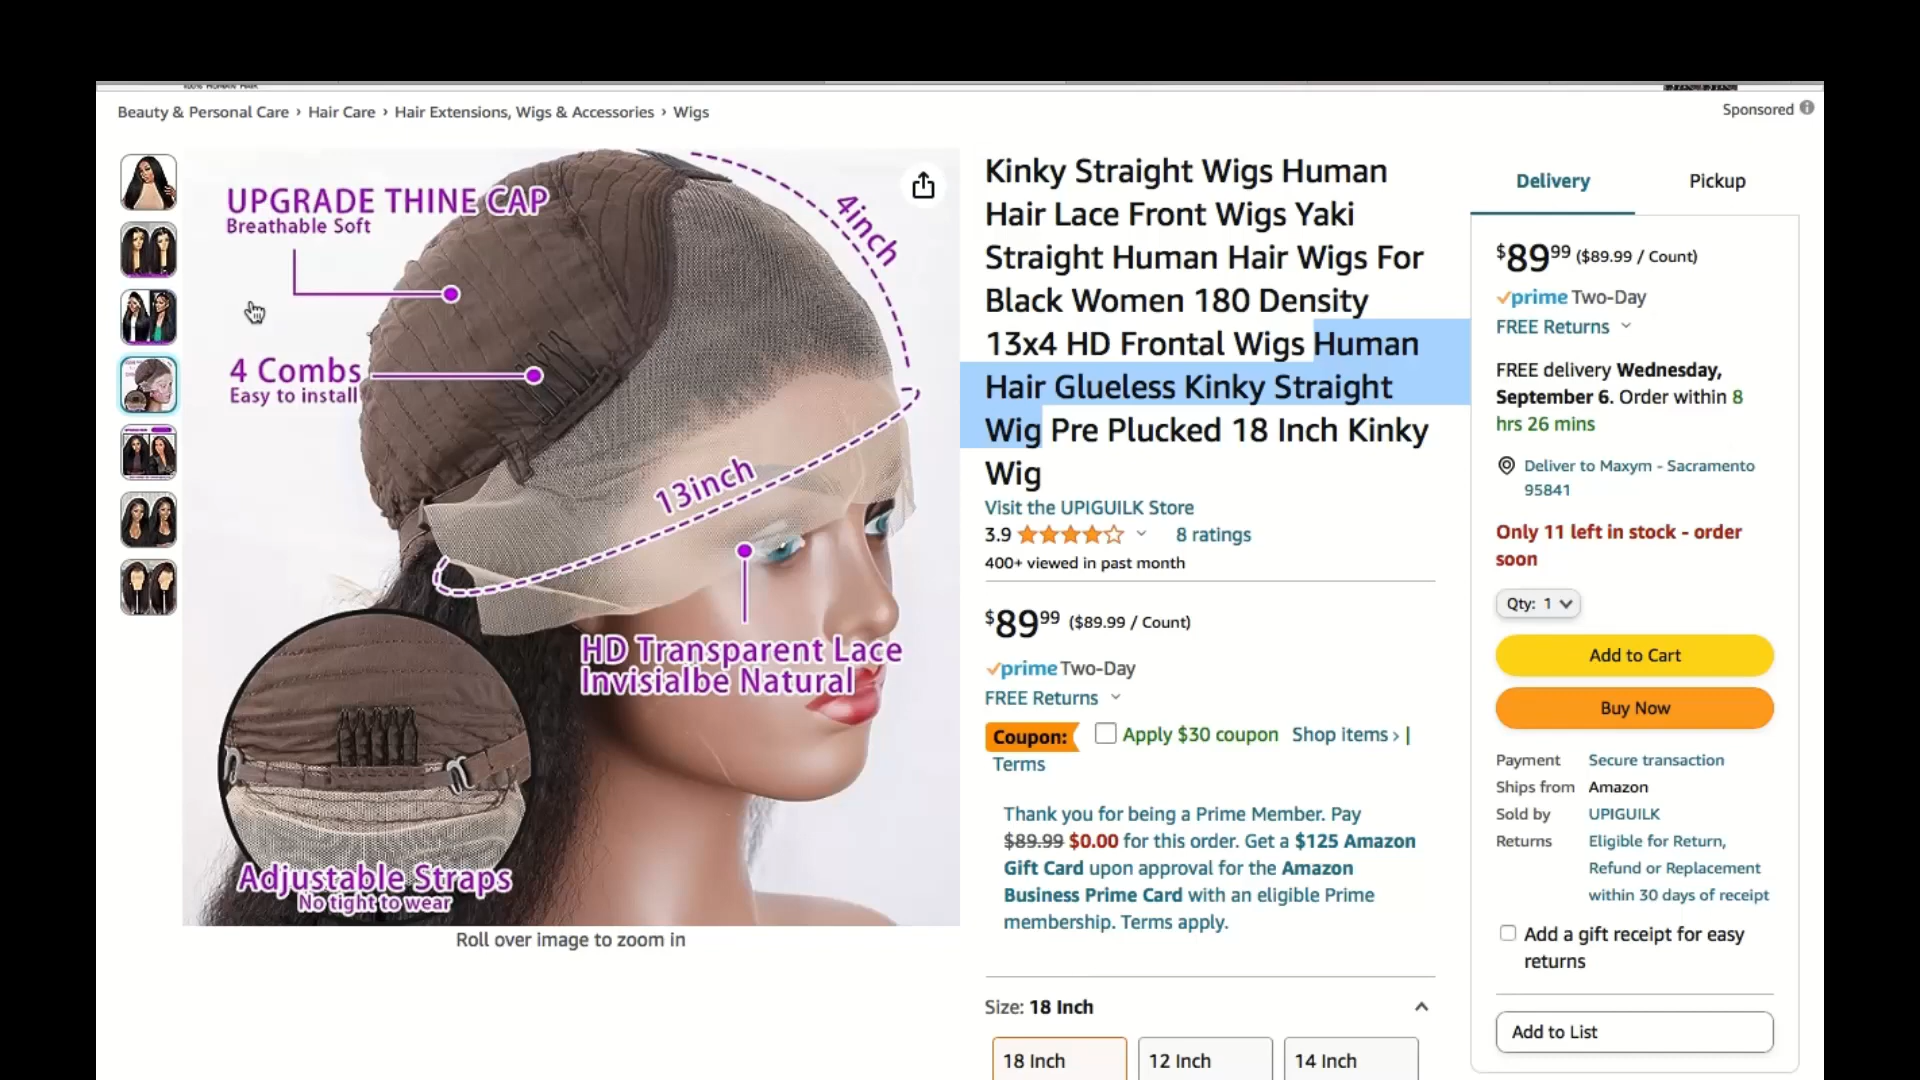 Beauty & Personal Care › Hair Care › Hair Extensions, Wigs & Accessories › Wigs
Sponsored
UPGRADE THINE CAP
Breathable Soft
4inch
4 Combs
Easy to install
13inch
HD Transparent Lace
Invisialbe Natural
Adjustable Straps
No tight to wear
Roll over image to zoom in
Kinky Straight Wigs Human
Hair Lace Front Wigs Yaki
Straight Human Hair Wigs For
Black Women 180 Density
13x4 HD Frontal Wigs Human
Hair Glueless Kinky Straight
Wig Pre Plucked 18 Inch Kinky
Wig
Visit the UPIGUILK Store
3.9 8 ratings
400+ viewed in past month
$89.99 ($89.99 / Count)
prime Two-Day
FREE Returns
Coupon: Apply $30 coupon Shop items › |
Terms
Thank you for being a Prime Member. Pay
$89.99 $0.00 for this order. Get a $125 Amazon
Gift Card upon approval for the Amazon
Business Prime Card with an eligible Prime
membership. Terms apply.
Size: 18 Inch
18 Inch
12 Inch
14 Inch
Delivery
Pickup
$89.99 ($89.99 / Count)
prime Two-Day
FREE Returns
FREE delivery Wednesday,
September 6. Order within 8
hrs 26 mins
Deliver to Maxym - Sacramento
95841
Only 11 left in stock - order
soon
Qty: 1
Add to Cart
Buy Now
Payment Secure transaction
Ships from Amazon
Sold by UPIGUILK
Returns Eligible for Return,
Refund or Replacement
within 30 days of receipt
Add a gift receipt for easy
returns
Add to List